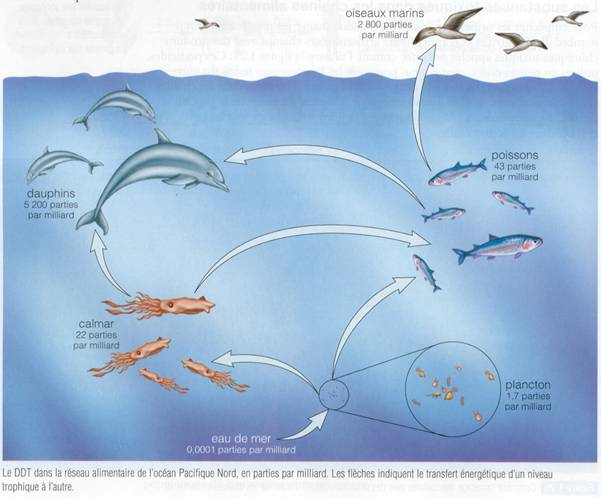 oiseaux marins
2 800 parties
par milliard
poissons
43 parties
par milliard
dauphins
5 200 parties
par milliard
calmar
22 parties
par milliard
plancton
1,7 parties
par milliard
eau de mer
0,0001 parties par milliard
Le DDT dans la réseau alimentaire de l'océan Pacifique Nord, en parties par milliard. Les flèches indiquent le transfert énergétique d'un niveau
trophique à l'autre.